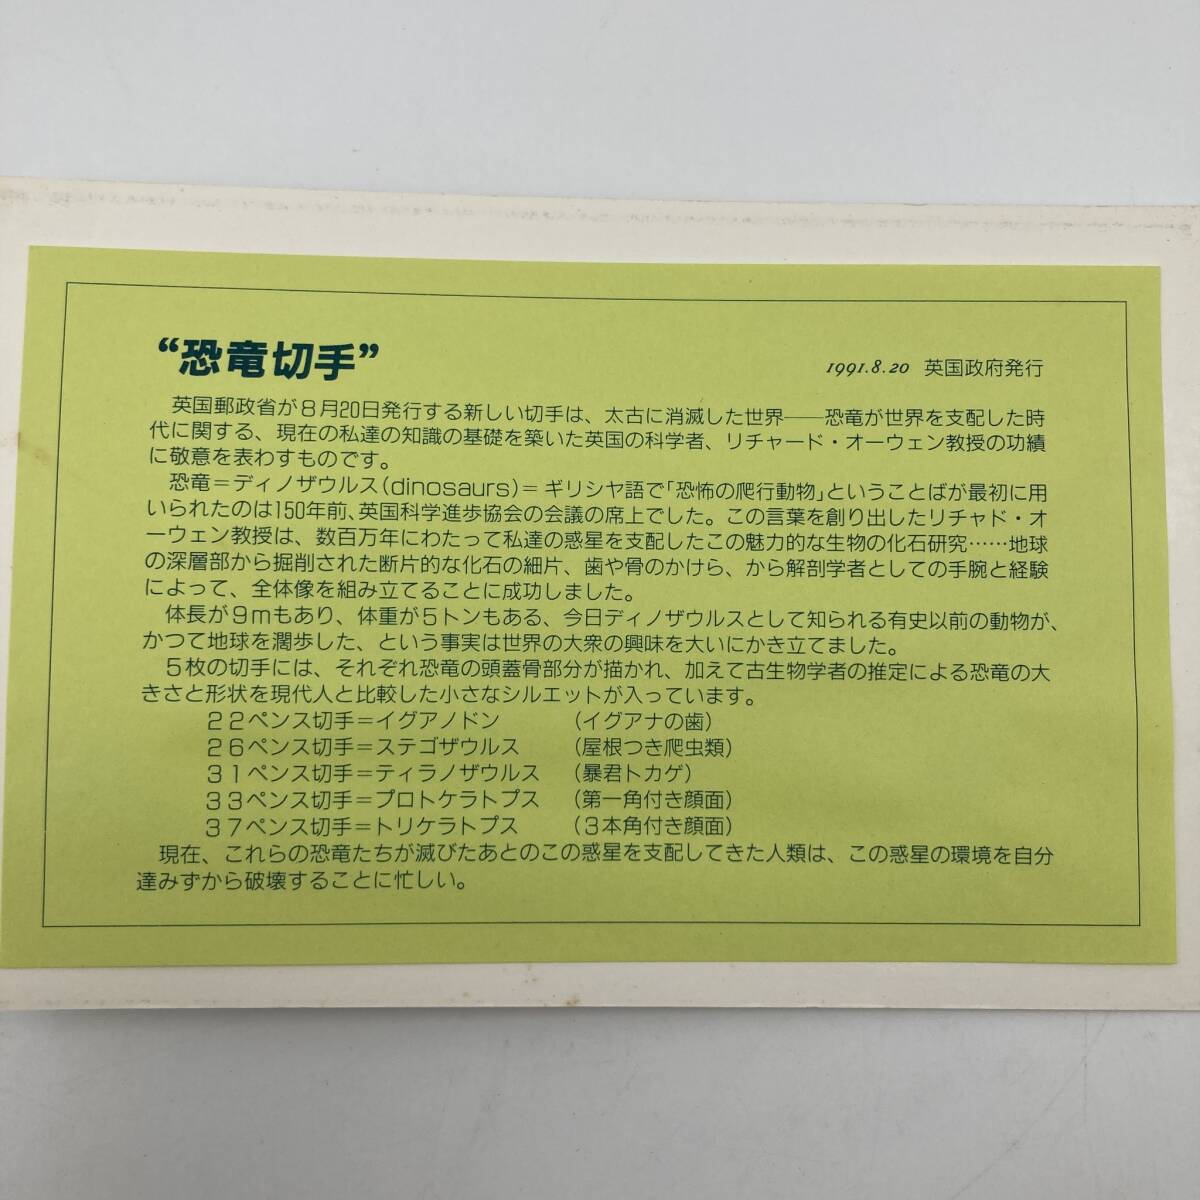 “恐竜切手”
1991.8.20 英国政府発行
英国郵政省が8月20日発行する新しい切手は、太古に消滅した世界――恐竜が世界を支配した時
代に関する、現在の私達の知識の基礎を築いた英国の科学者、リチャード・オーウェン教授の功績
に敬意を表わすものです。
恐竜=ディノザウルス(dinosaurs)=ギリシヤ語で「恐怖の爬行動物」ということばが最初に用
いられたのは150年前、英国科学進歩協会の会議の席上でした。この言葉を創り出したリチャド・オ
ーウェン教授は、数百万年にわたって私達の惑星を支配したこの魅力的な生物の化石研究……地球
の深層部から掘削された断片的な化石の細片、歯や骨のかけら、から解剖学者としての手腕と経験
によって、全体像を組み立てることに成功しました。
体長が9mもあり、体重が5トンもある、今日ディノザウルスとして知られる有史以前の動物が、
かつて地球を濶歩した、という事実は世界の大衆の興味を大いにかき立てました。
5枚の切手には、それぞれ恐竜の頭蓋骨部分が描かれ、加えて古生物学者の推定による恐竜の大
きさと形状を現代人と比較した小さなシルエットが入っています。
22ペンス切手=イグアノドン (イグアナの歯)
26ペンス切手=ステゴザウルス (屋根つき爬虫類)
31ペンス切手=ティラノザウルス (暴君トカゲ)
33ペンス切手=プロトケラトプス (第一角付き顔面)
37ペンス切手=トリケラトプス (3本角付き顔面)
現在、これらの恐竜たちが滅びたあとのこの惑星を支配してきた人類は、この惑星の環境を自分
達みずから破壊することに忙しい。